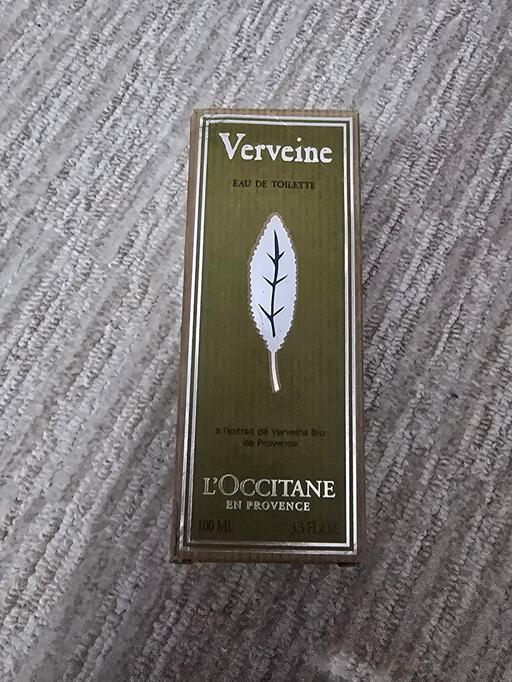 Verveine
EAU DE TOILETTE
à l'extrait de Verveine Bio
de Provence
L'OCCITANE
EN PROVENCE
100 ML 3.3 FL.OZ.